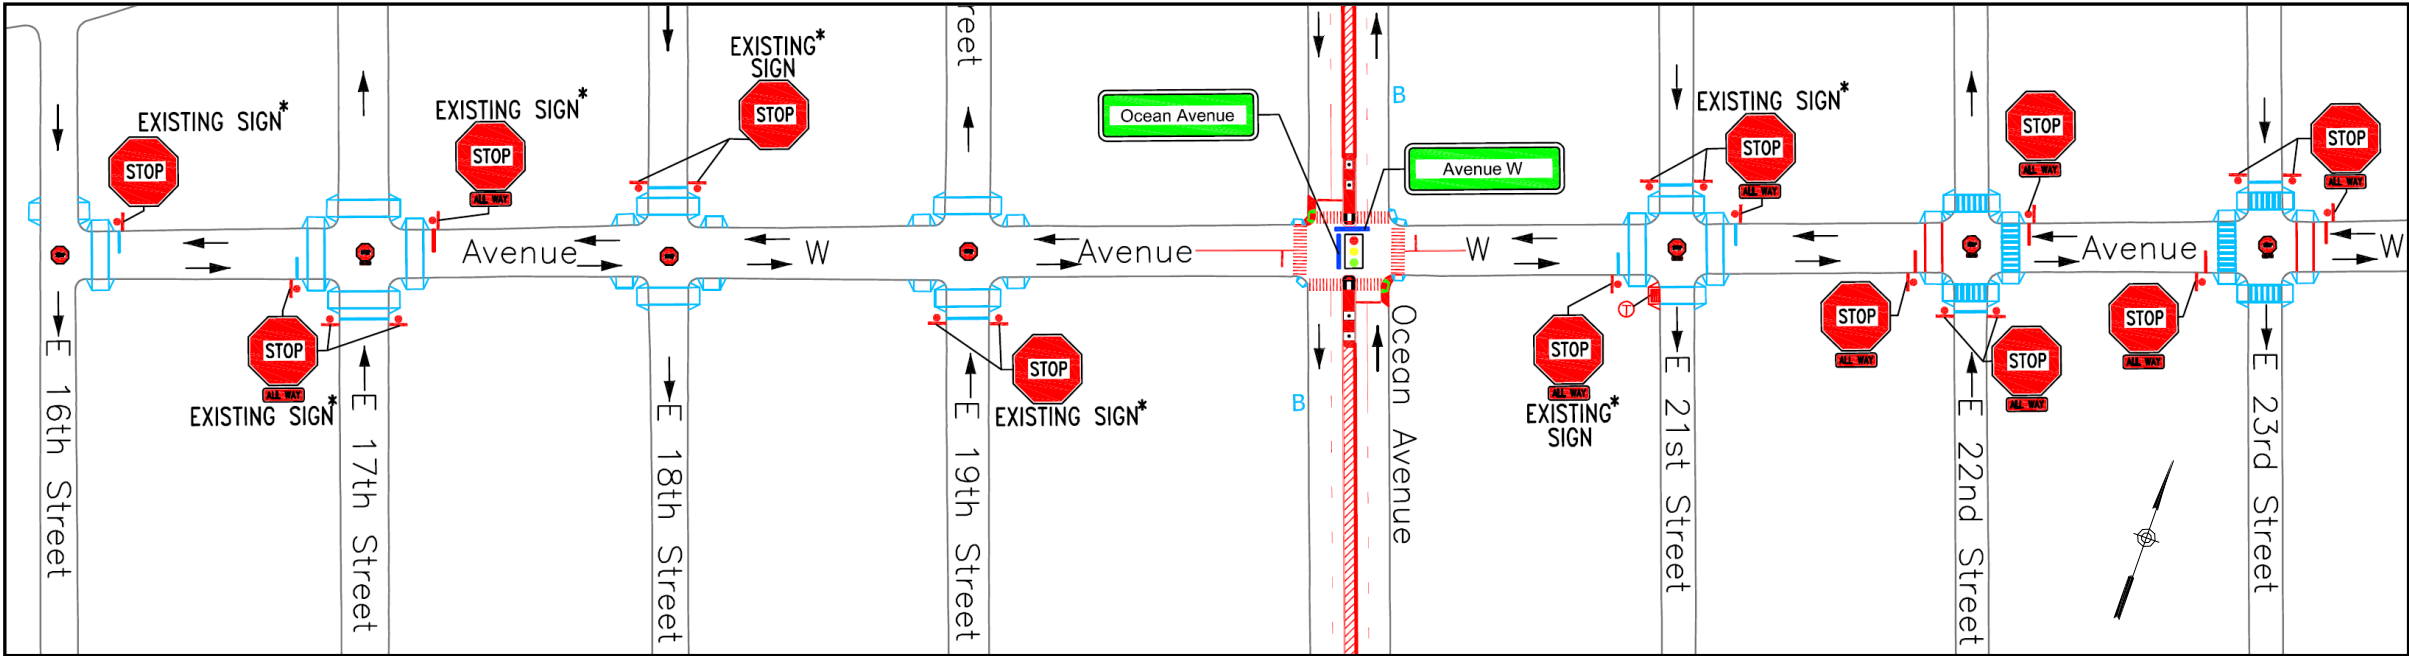 EXISTING SIGN*
STOP
EXISTING SIGN*
STOP
ALL WAY
EXISTING*
SIGN
STOP
reet
Ocean Avenue
Avenue W
B
EXISTING SIGN*
STOP
ALL WAY
STOP
ALL WAY
STOP
ALL WAY
Avenue
W
Avenue
W
Avenue
W
STOP
ALL WAY
EXISTING SIGN*
STOP
EXISTING SIGN*
B
T
STOP
ALL WAY
EXISTING*
SIGN
STOP
ALL WAY
STOP
ALL WAY
STOP
ALL WAY
E 16th Street
E 17th Street
E 18th Street
E 19th Street
Ocean Avenue
E 21st Street
E 22nd Street
E 23rd Street